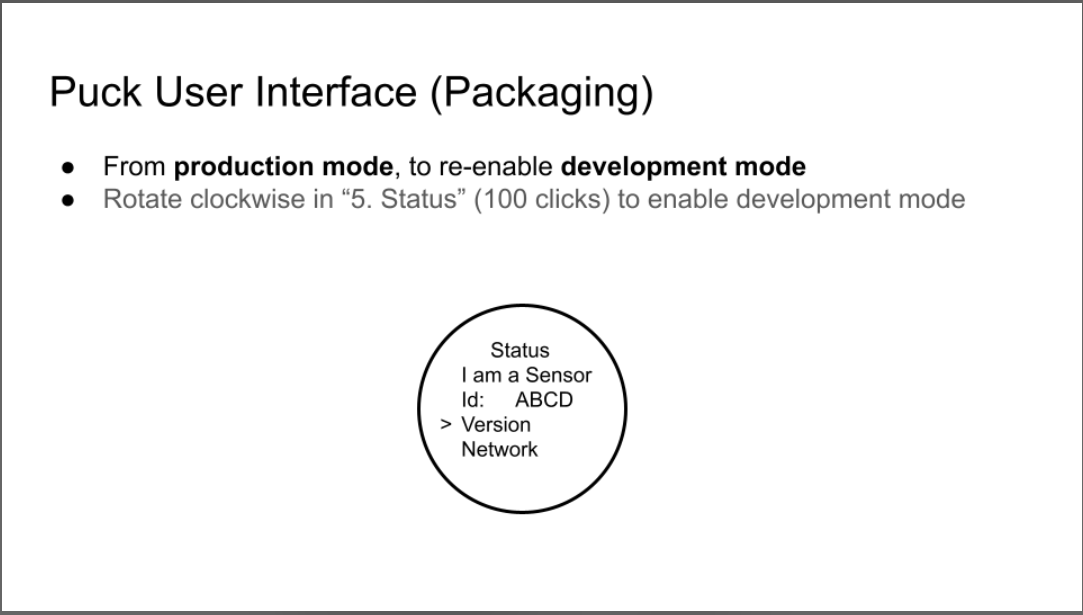 Puck User Interface (Packaging)
● From production mode, to re-enable development mode
● Rotate clockwise in “5. Status” (100 clicks) to enable development mode
Status
I am a Sensor
Id: ABCD
> Version
Network